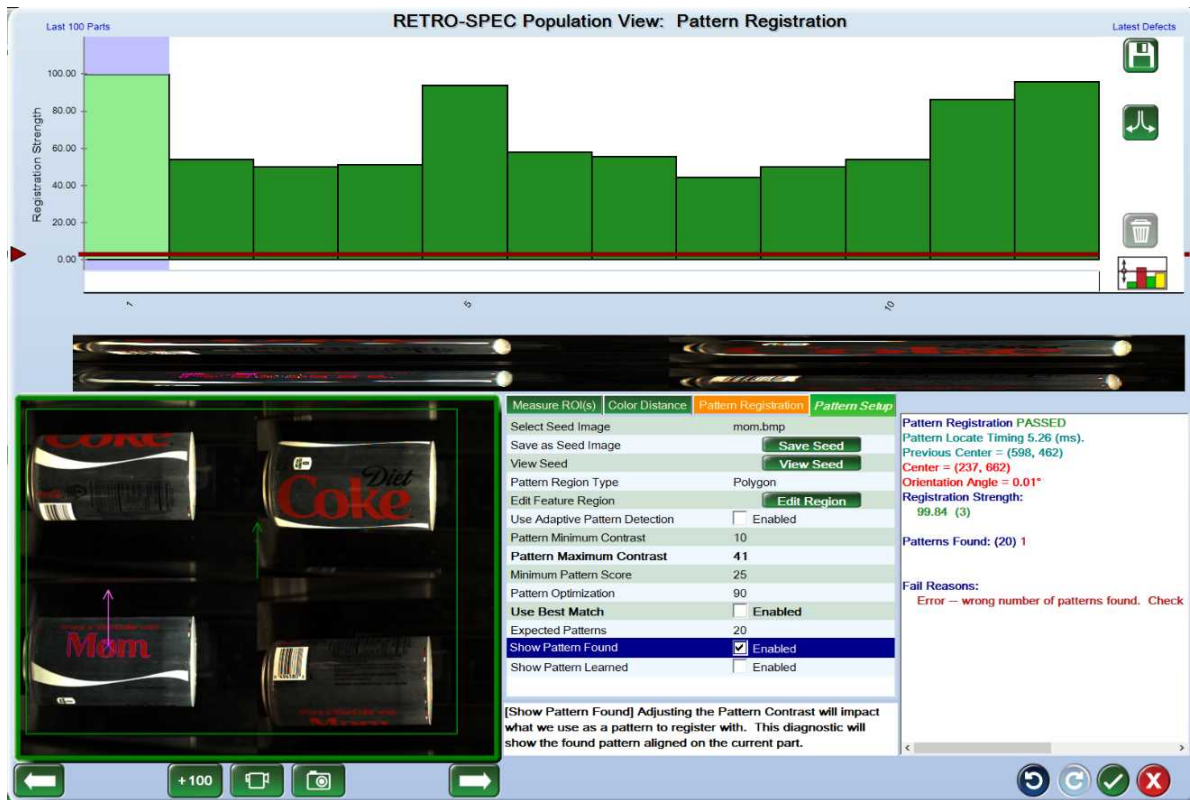 RETRO-SPEC Population View: Pattern Registration
Last 100 Parts
Latest Defects
Registration Strength
100.00
80.00
60.00
40.00
20.00
0.00
1
5
10
Coke
Diet
Coke
Mom
Mom
Measure ROI(s) Color Distance Pattern Registration Pattern Setup
Select Seed Image mom.bmp
Save as Seed Image Save Seed
View Seed View Seed
Pattern Region Type Polygon
Edit Feature Region Edit Region
Use Adaptive Pattern Detection Enabled
Pattern Minimum Contrast 10
Pattern Maximum Contrast 41
Minimum Pattern Score 25
Pattern Optimization 90
Use Best Match Enabled
Expected Patterns 20
Show Pattern Found Enabled
Show Pattern Learned Enabled
[Show Pattern Found] Adjusting the Pattern Contrast will impact
what we use as a pattern to register with. This diagnostic will
show the found pattern aligned on the current part.
Pattern Registration PASSED
Pattern Locate Timing 5.26 (ms).
Previous Center = (598, 462)
Center = (237, 662)
Orientation Angle = 0.01°
Registration Strength:
99.84 (3)
Patterns Found: (20) 1
Fail Reasons:
Error -- wrong number of patterns found. Check
+100